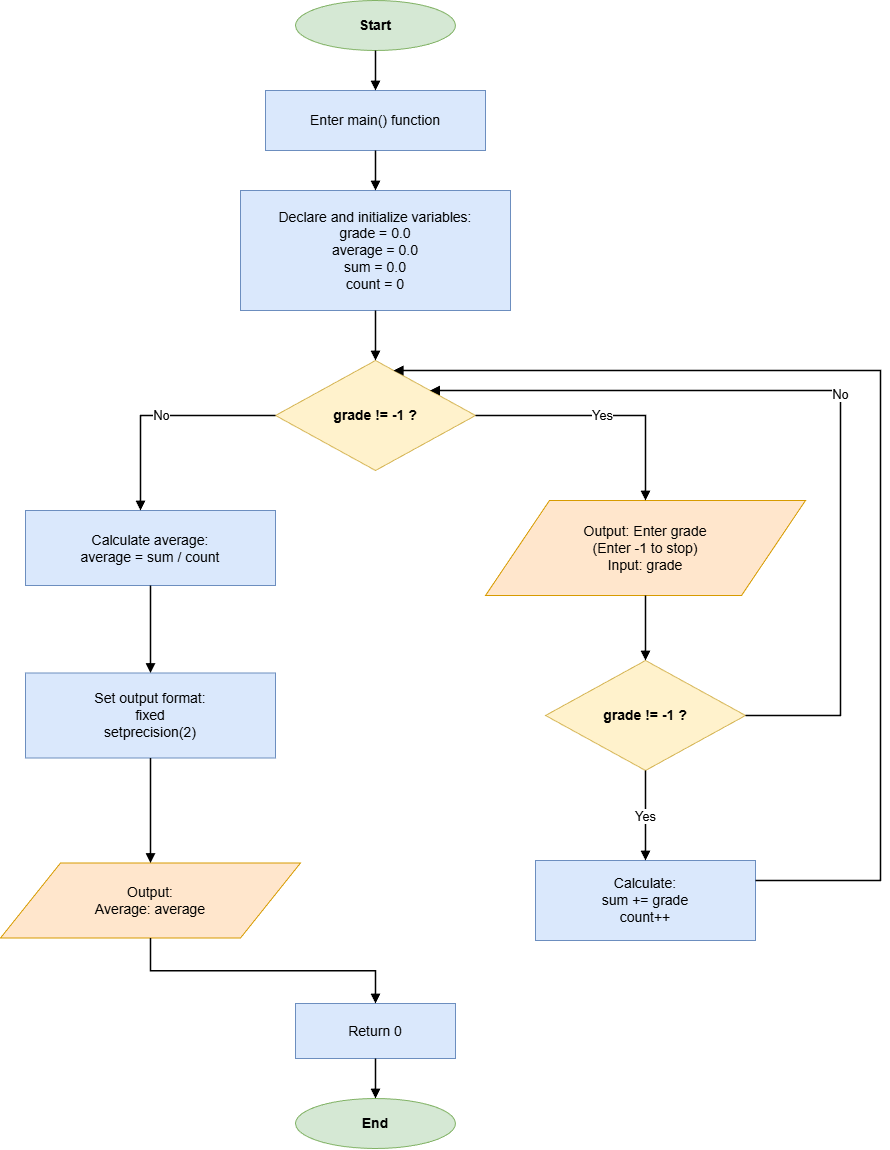 Start
Enter main() function
Declare and initialize variables:
grade = 0.0
average = 0.0
sum = 0.0
count = 0
grade != -1 ?
No
Yes
No
Calculate average:
average = sum / count
Output: Enter grade
(Enter -1 to stop)
Input: grade
Set output format:
fixed
setprecision(2)
grade != -1 ?
Yes
Output:
Average: average
Calculate:
sum += grade
count++
Return 0
End